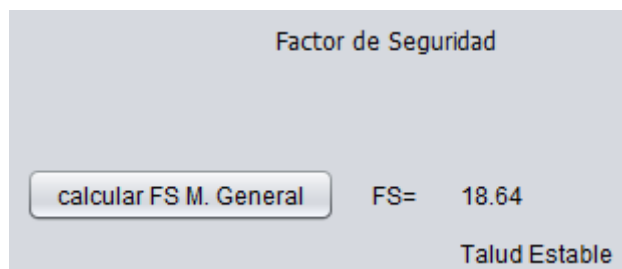 Factor de Seguridad
calcular FS M. General FS= 18.64
Talud Estable